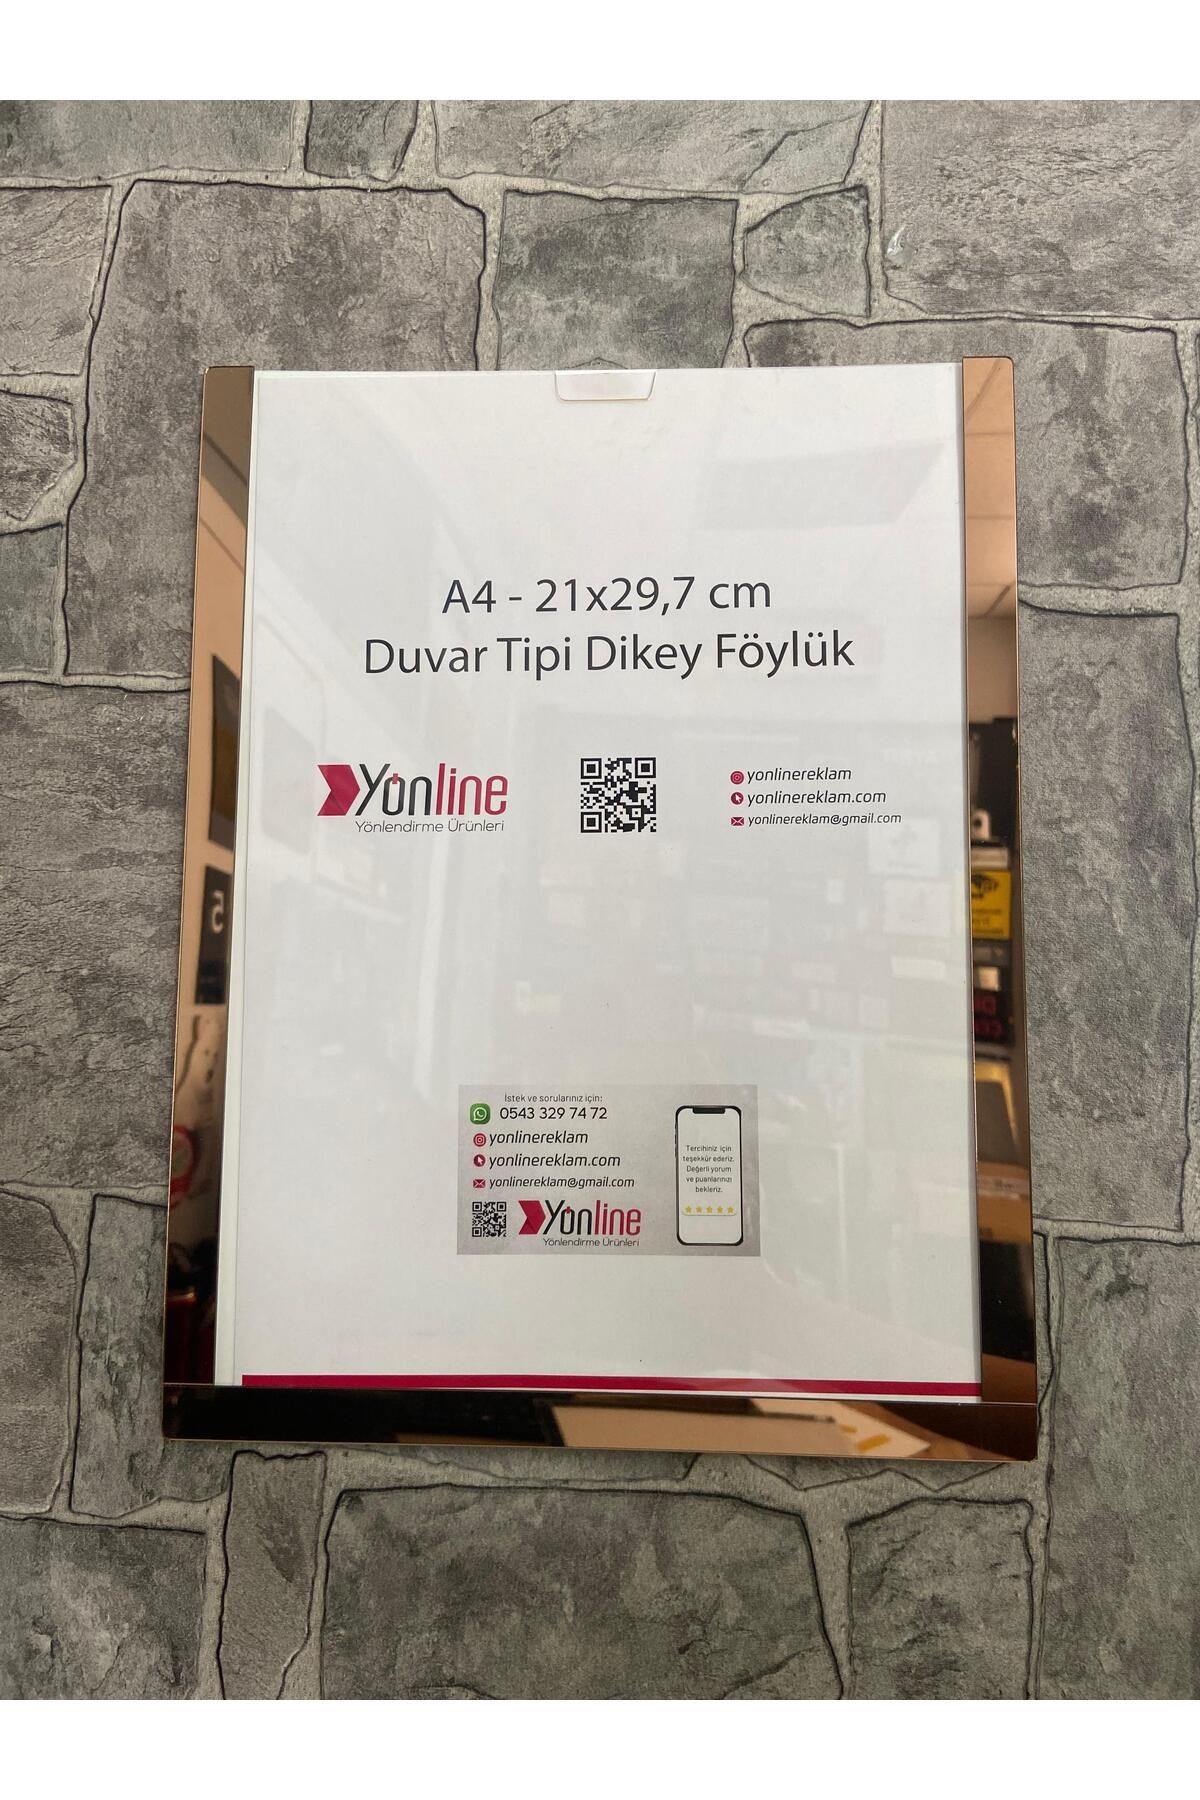 A4 - 21x29,7 cm
Duvar Tipi Dikey Föylük
Yönline
Yönlendirme Ürünleri
yonlinereklam
yonlinereklam.com
yonlinereklam@gmail.com
İstek ve sorularınız için:
0543 329 74 72
yonlinereklam
yonlinereklam.com
yonlinereklam@gmail.com
Yönline
Yönlendirme Ürünleri
Tercihiniz için
teşekkür ederiz.
Değerli yorum
ve puanlarınızı
bekleriz.
5